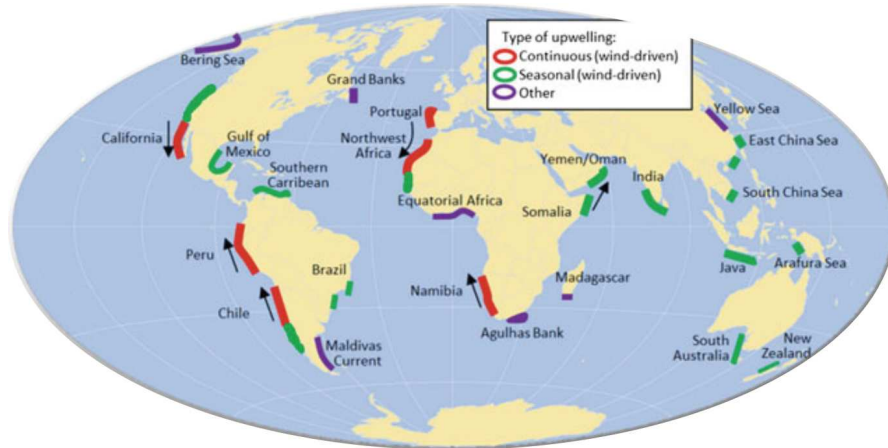 Type of upwelling:
Continuous (wind-driven)
Seasonal (wind-driven)
Other
Bering Sea
Grand Banks
Portugal
Yellow Sea
California
Gulf of
Mexico
Northwest
Africa
East China Sea
Southern
Carribean
Yemen/Oman
India
South China Sea
Equatorial Africa
Somalia
Peru
Brazil
Namibia
Madagascar
Java
Arafura Sea
Chile
Agulhas Bank
Maldivas
Current
South
Australia
New
Zealand